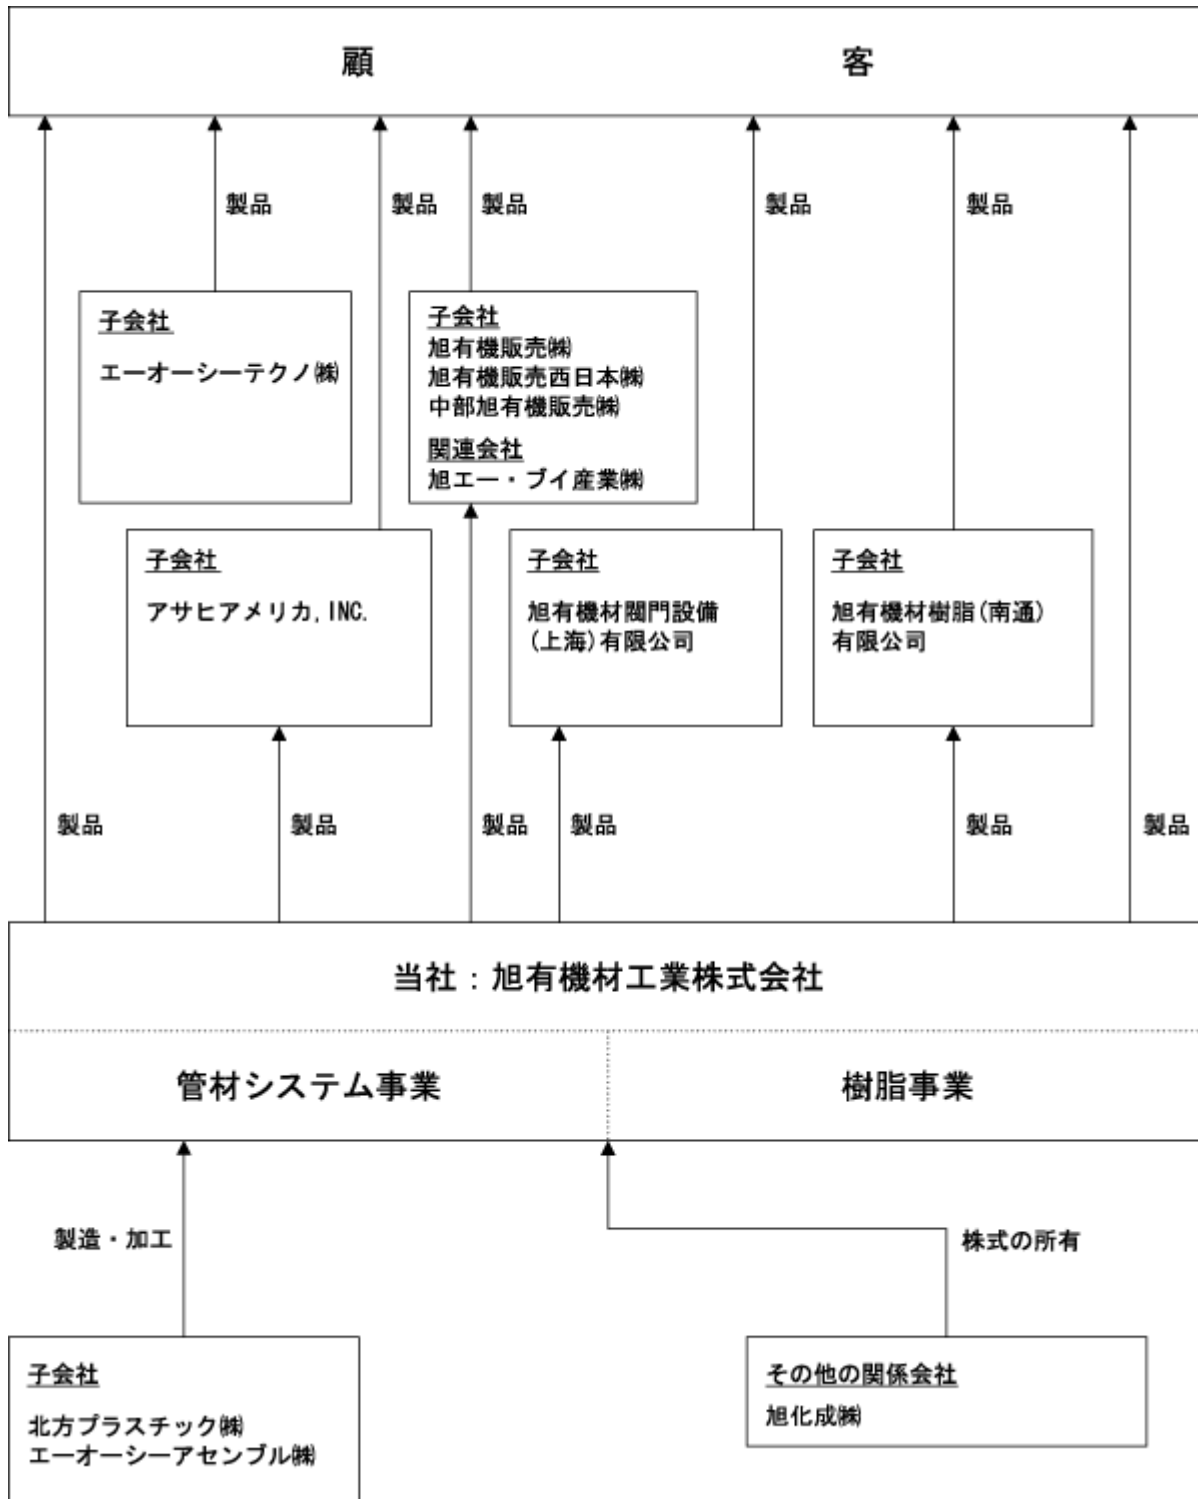 顧客
製品
製品
製品
製品
製品
子会社
エーオーシーテクノ㈱
子会社
旭有機販売㈱
旭有機販売西日本㈱
中部旭有機販売㈱
関連会社
旭エー・ブイ産業㈱
子会社
アサヒアメリカ,INC.
子会社
旭有機材閥門設備
(上海)有限公司
子会社
旭有機材樹脂(南通)
有限公司
製品
製品
製品
製品
製品
製品
当社：旭有機材工業株式会社
管材システム事業
樹脂事業
製造・加工
株式の所有
子会社
北方プラスチック㈱
エーオーシーアセンブル㈱
その他の関係会社
旭化成㈱